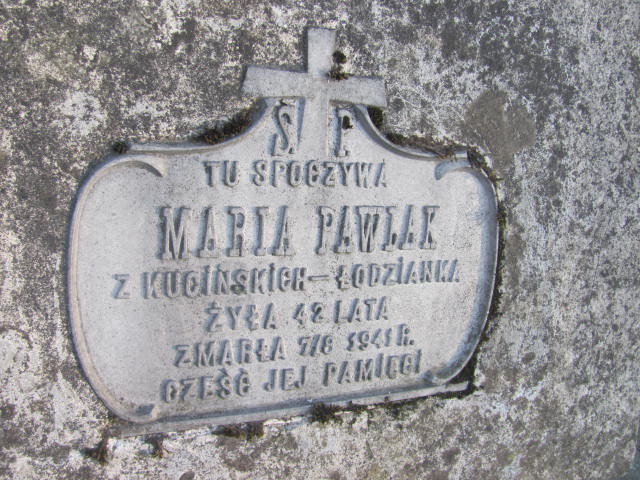 Ś. P.
TU SPOCZYWA
MARIA PAWLAK
Z KUCIŃSKICH – ŁODZIANKA
ŻYŁA 42 LATA
ZMARŁA 7/8 1941 R.
CZEŚĆ JEJ PAMIĘCI